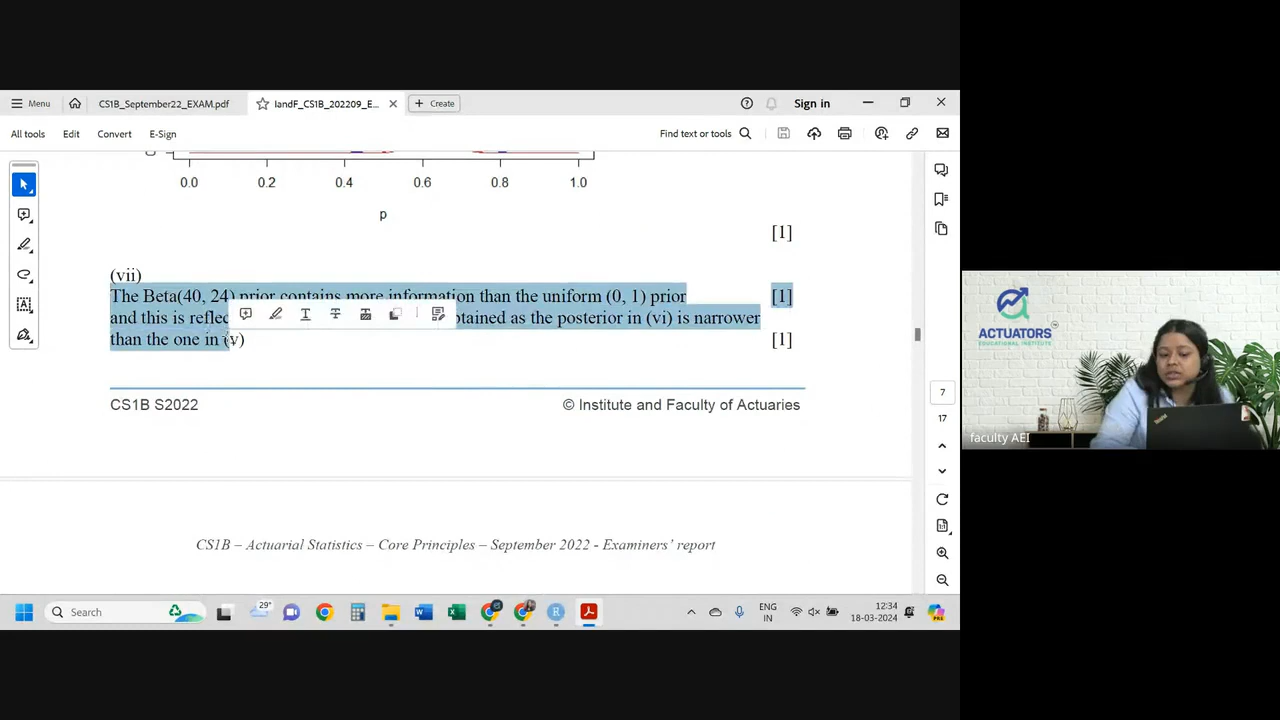 Menu
CS1B_September22_EXAM.pdf
IandF_CS1B_202209_E...
Create
Sign in
All tools
Edit
Convert
E-Sign
Find text or tools
0.0 0.2 0.4 0.6 0.8 1.0
p
[1]
(vii)
The Beta(40, 24) prior contains more information than the uniform (0, 1) prior [1]
and this is reflec tained as the posterior in (vi) is narrower
than the one in (v) [1]
CS1B S2022 © Institute and Faculty of Actuaries
7
17
CS1B – Actuarial Statistics – Core Principles – September 2022 - Examiners' report
ACTUATORS
EDUCATIONAL INSTITUTE
ThinkPad
faculty AEI
Search
29°
ENG
IN
12:34
18-03-2024